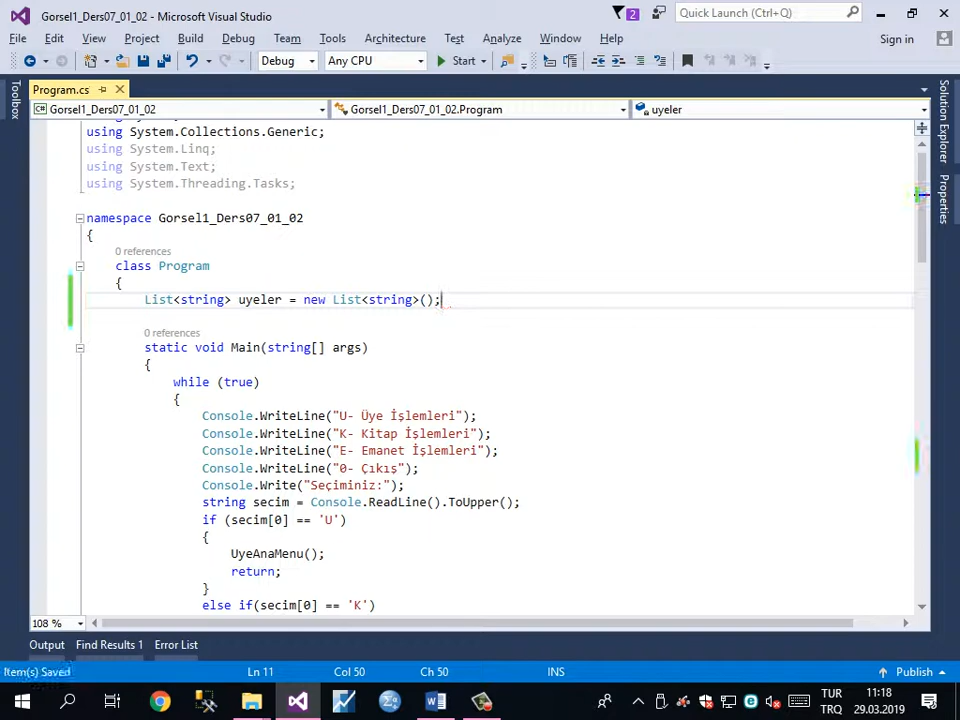 Gorsel1_Ders07_01_02 - Microsoft Visual Studio
2
Quick Launch (Ctrl+Q)
File Edit View Project Build Debug Team Tools Architecture Test Analyze Window Help
Sign in
Debug Any CPU Start
Program.cs
Toolbox
Solution Explorer
Properties
C# Gorsel1_Ders07_01_02 Gorsel1_Ders07_01_02.Program uyeler
using System.Collections.Generic;
using System.Linq;
using System.Text;
using System.Threading.Tasks;
namespace Gorsel1_Ders07_01_02
{
0 references
class Program
{
List<string> uyeler = new List<string>();
0 references
static void Main(string[] args)
{
while (true)
{
Console.WriteLine("U- Üye İşlemleri");
Console.WriteLine("K- Kitap İşlemleri");
Console.WriteLine("E- Emanet İşlemleri");
Console.WriteLine("0- Çıkış");
Console.Write("Seçiminiz:");
string secim = Console.ReadLine().ToUpper();
if (secim[0] == 'U')
{
UyeAnaMenu();
return;
}
else if(secim[0] == 'K')
108 %
Output Find Results 1 Error List
Item(s) Saved Ln 11 Col 50 Ch 50 INS Publish
TUR 11:18
TRQ 29.03.2019